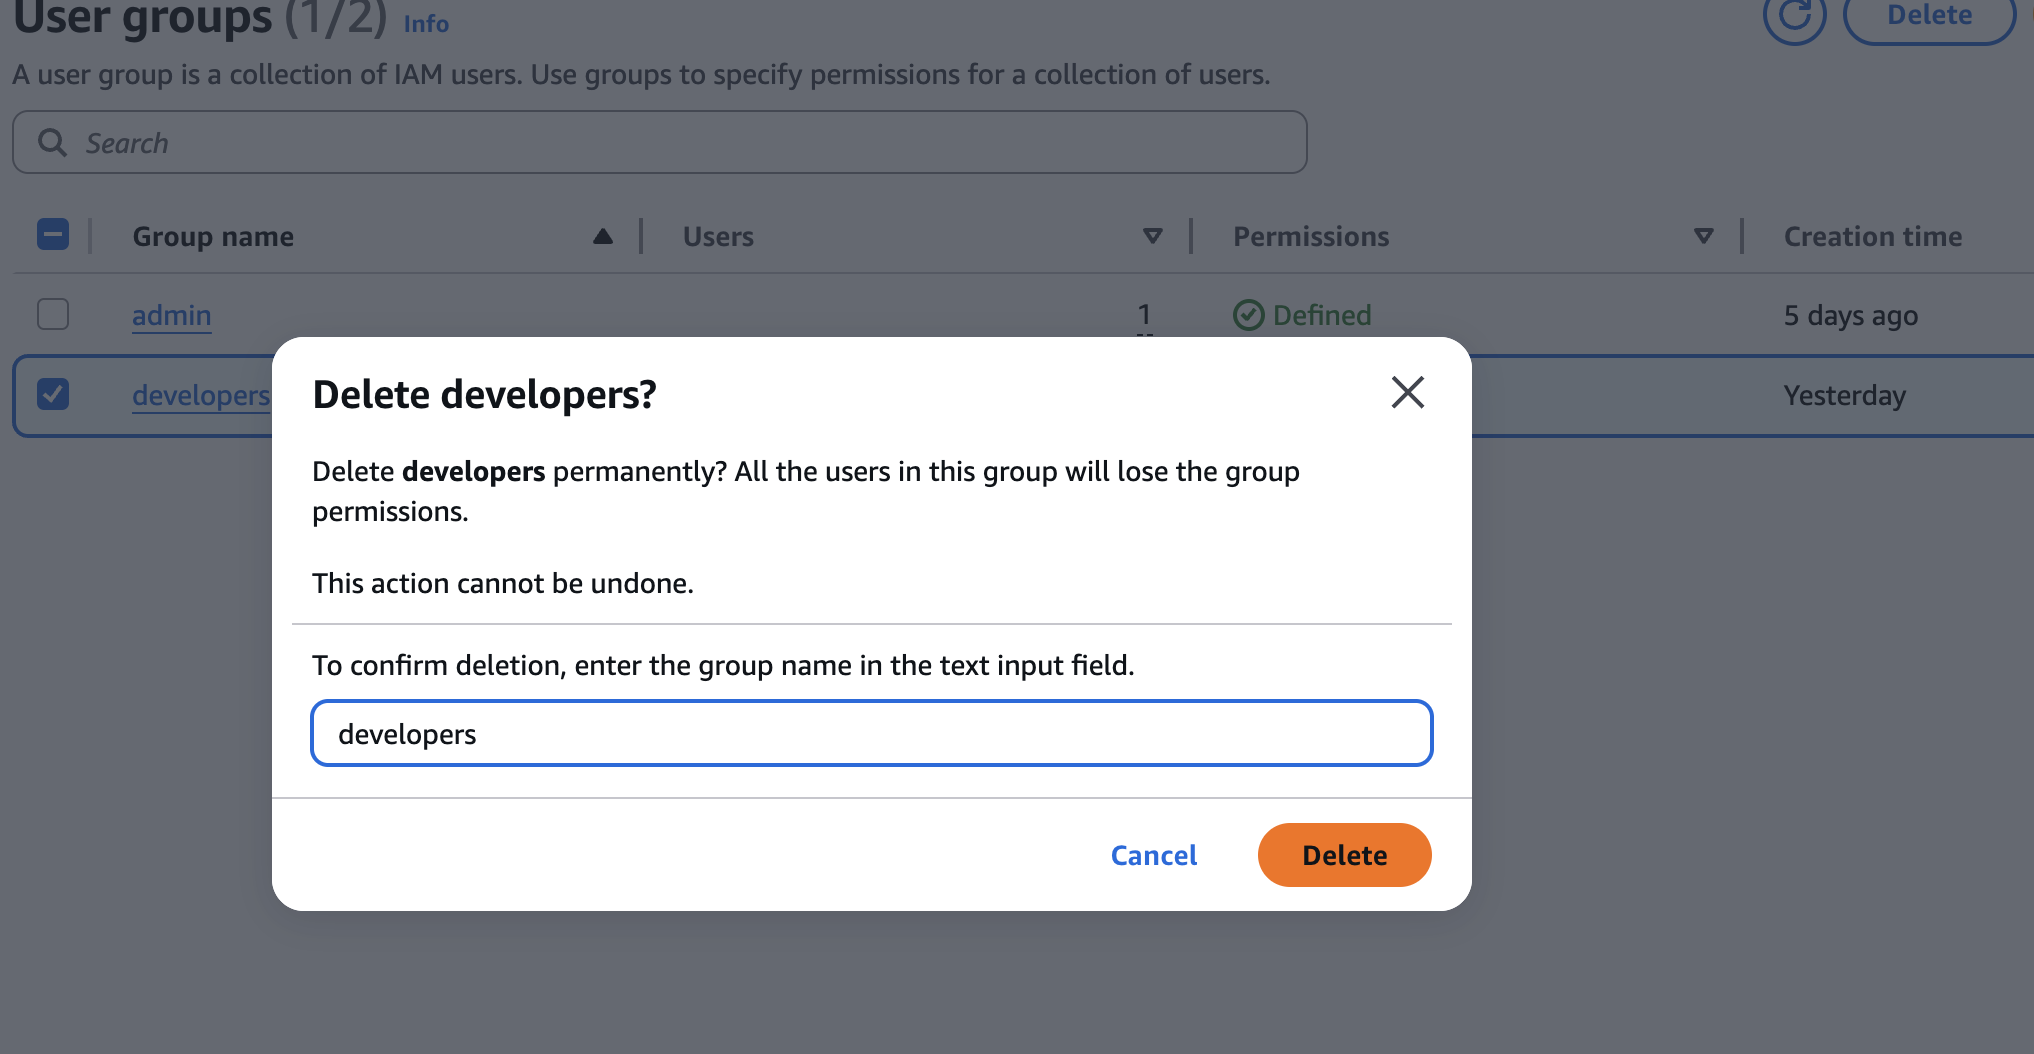 User groups (1/2) Info
Delete
A user group is a collection of IAM users. Use groups to specify permissions for a collection of users.
Search
Group name Users Permissions Creation time
admin 1 Defined 5 days ago
developers Yesterday
Delete developers?
Delete developers permanently? All the users in this group will lose the group
permissions.
This action cannot be undone.
To confirm deletion, enter the group name in the text input field.
developers
Cancel Delete